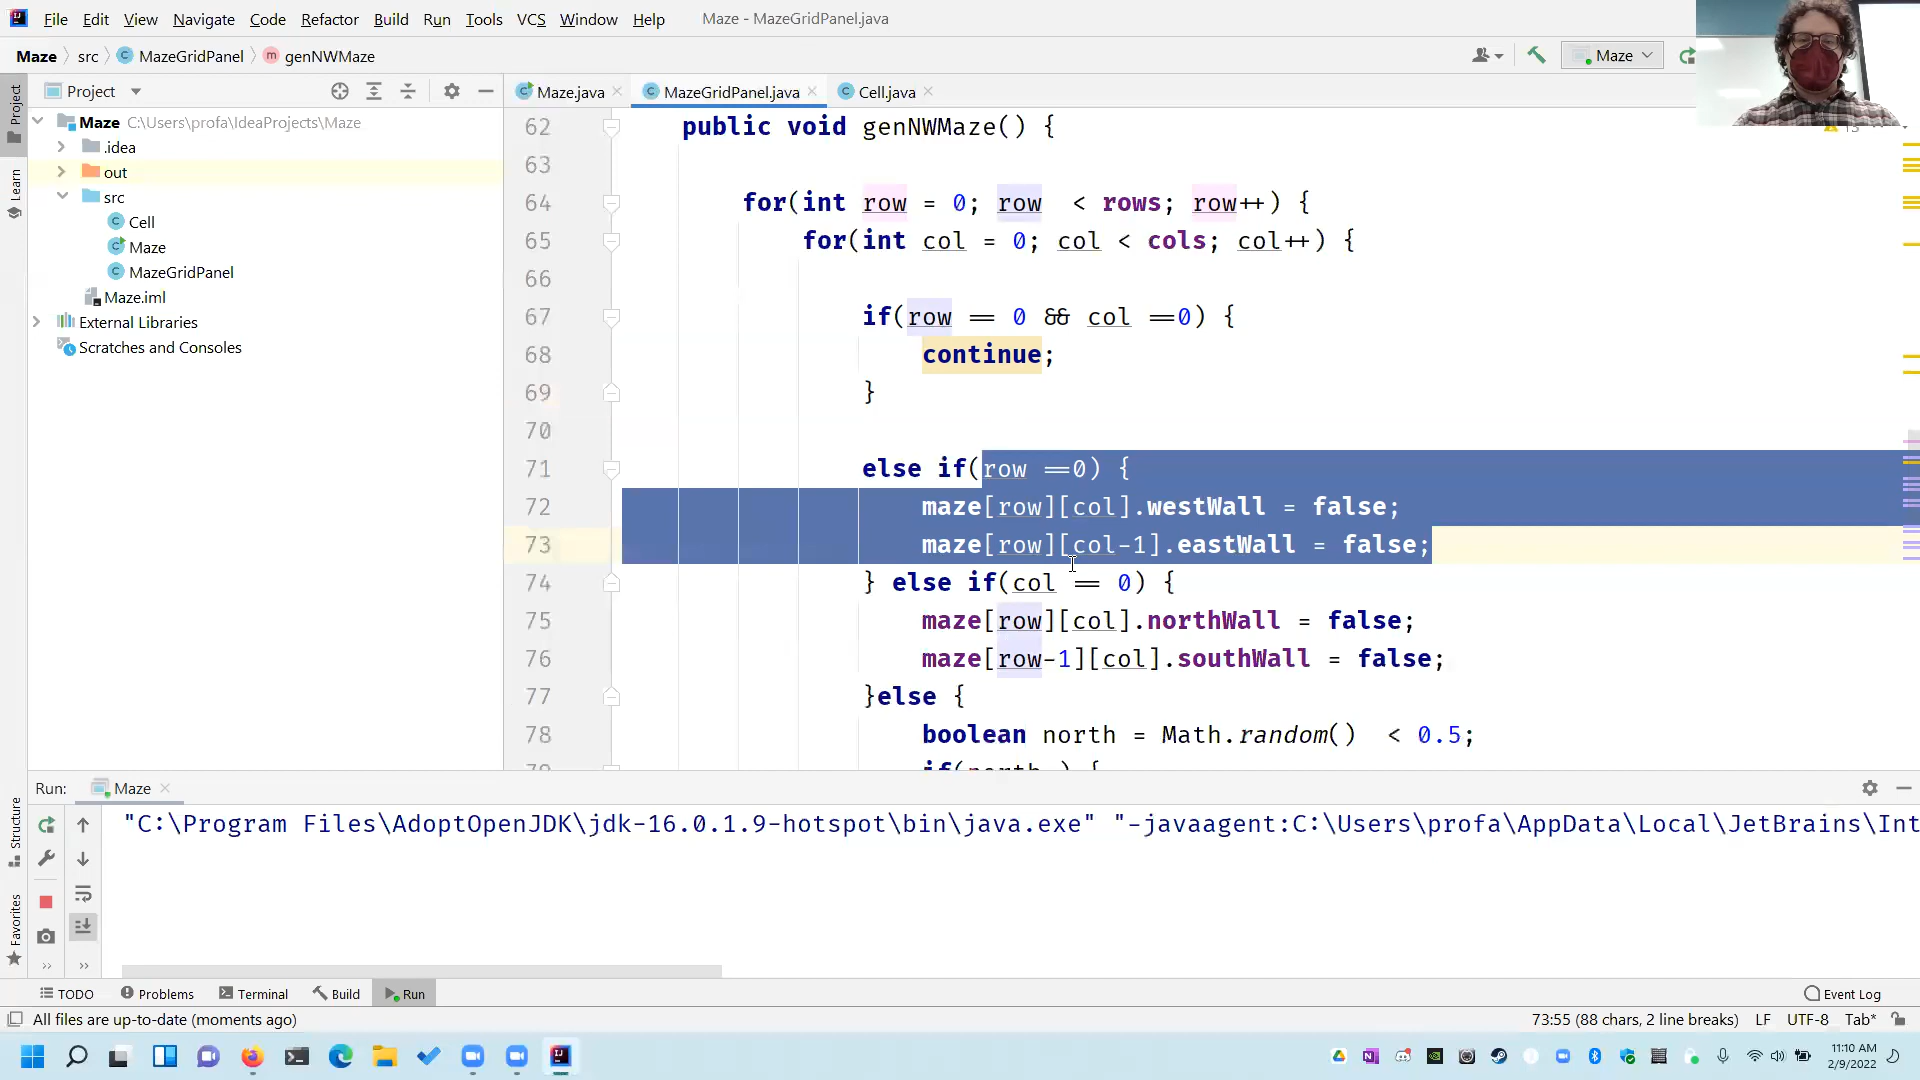 File Edit View Navigate Code Refactor Build Run Tools VCS Window Help Maze - MazeGridPanel.java
Maze src MazeGridPanel genNWMaze Maze
Project Maze.java MazeGridPanel.java Cell.java
Project
Learn
Structure
Favorites
Maze C:\Users\profa\IdeaProjects\Maze
.idea
out
src
Cell
Maze
MazeGridPanel
Maze.iml
External Libraries
Scratches and Consoles
62 public void genNWMaze() {
63
64 for(int row = 0; row < rows; row++) {
65 for(int col = 0; col < cols; col++) {
66
67 if(row == 0 && col ==0) {
68 continue;
69 }
70
71 else if(row ==0) {
72 maze[row][col].westWall = false;
73 maze[row][col-1].eastWall = false;
74 } else if(col == 0) {
75 maze[row][col].northWall = false;
76 maze[row-1][col].southWall = false;
77 }else {
78 boolean north = Math.random() < 0.5;
Run: Maze
"C:\Program Files\AdoptOpenJDK\jdk-16.0.1.9-hotspot\bin\java.exe" "-javaagent:C:\Users\profa\AppData\Local\JetBrains\Int
TODO Problems Terminal Build Run Event Log
All files are up-to-date (moments ago) 73:55 (88 chars, 2 line breaks) LF UTF-8 Tab*
11:10 AM
2/9/2022